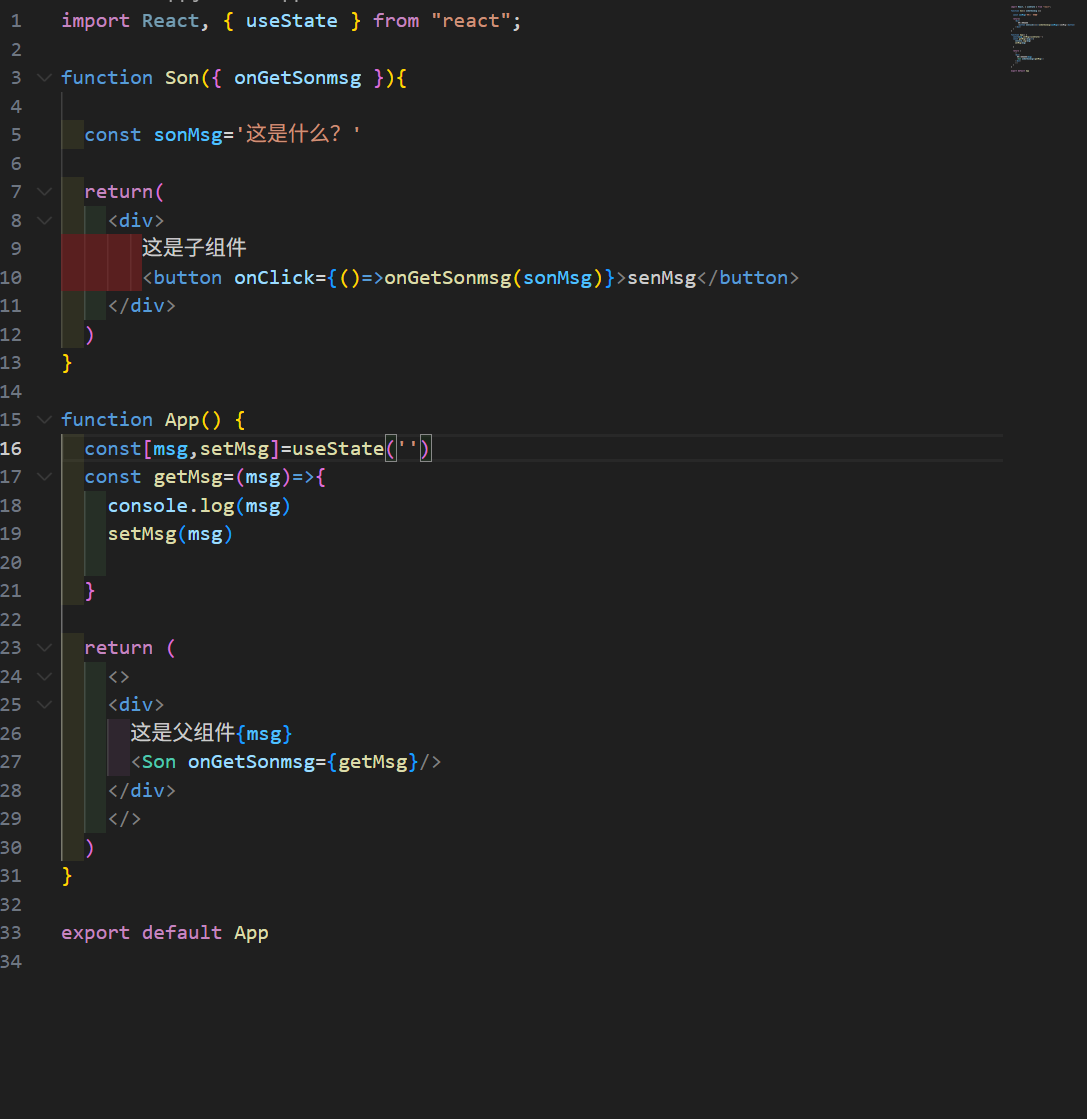 1 import React, { useState } from "react";
2
3 function Son({ onGetSonmsg }){
4
5 const sonMsg='这是什么？'
6
7 return(
8 <div>
9 这是子组件
10 <button onClick={()=>onGetSonmsg(sonMsg)}>senMsg</button>
11 </div>
12 )
13 }
14
15 function App() {
16 const[msg,setMsg]=useState('')
17 const getMsg=(msg)=>{
18 console.log(msg)
19 setMsg(msg)
20
21 }
22
23 return (
24 <>
25 <div>
26 这是父组件{msg}
27 <Son onGetSonmsg={getMsg}/>
28 </div>
29 </>
30 )
31 }
32
33 export default App
34